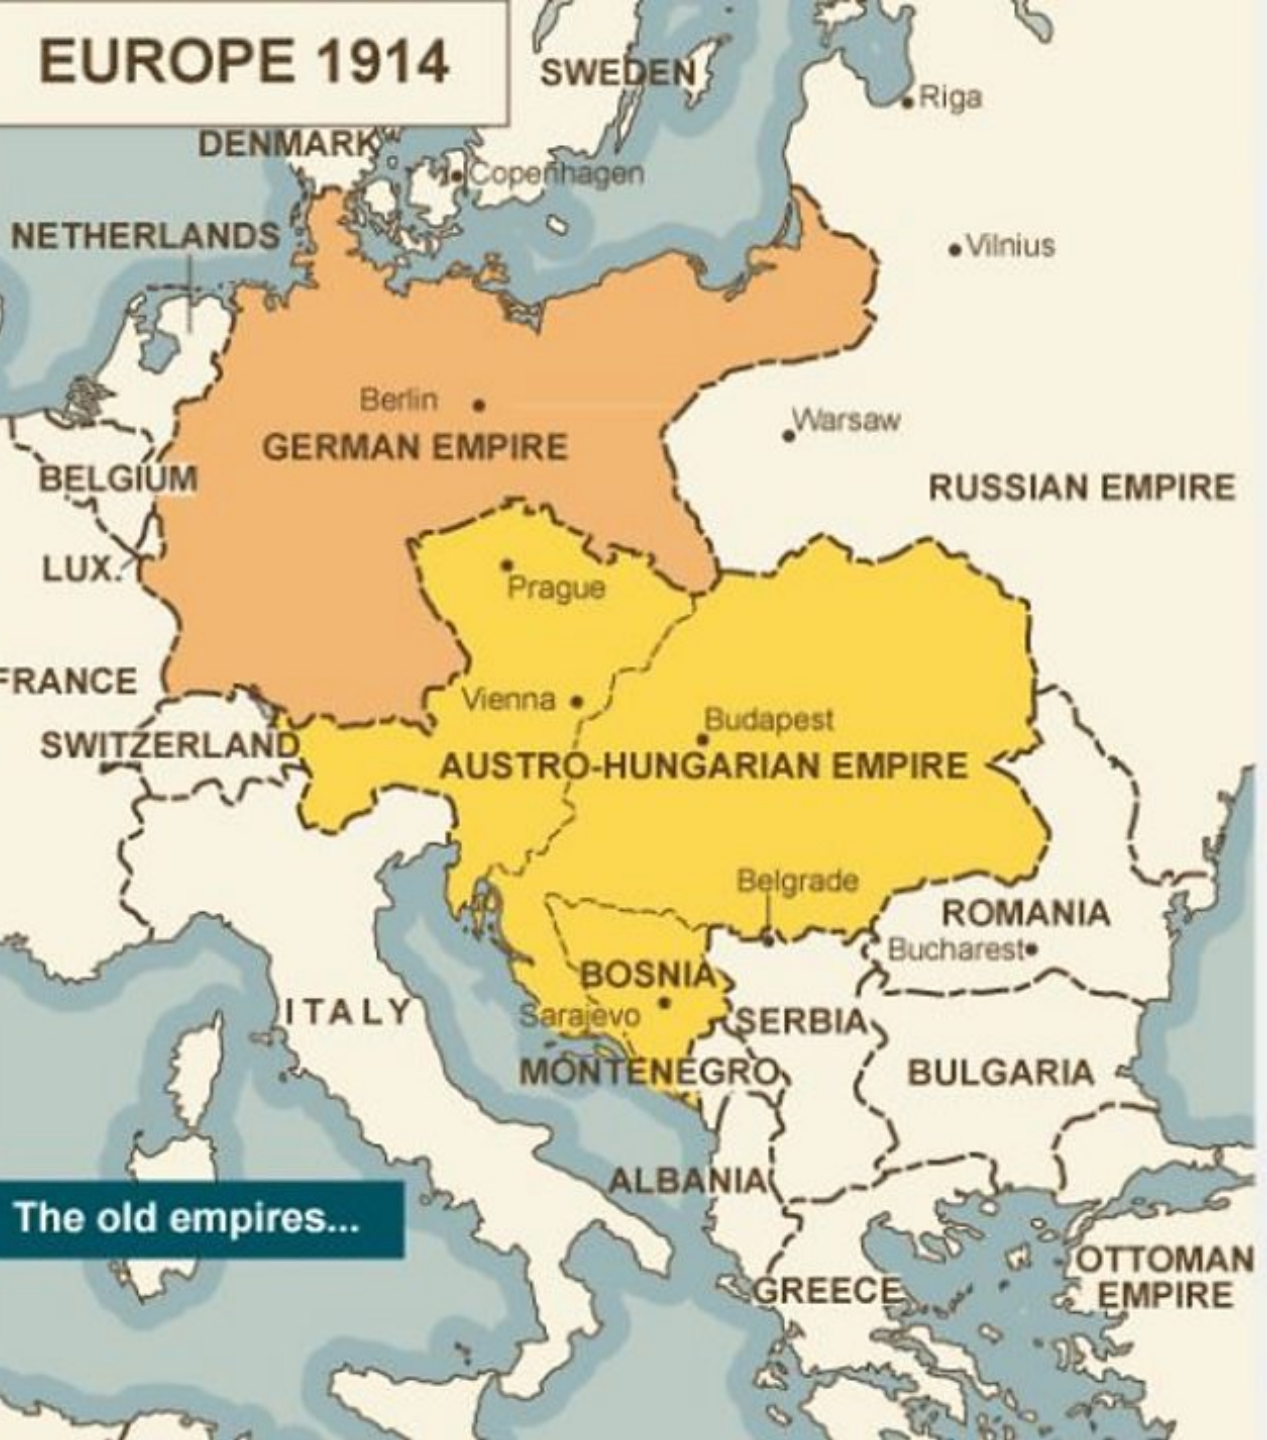 EUROPE 1914
SWEDEN
Riga
DENMARK
Copenhagen
NETHERLANDS
Vilnius
Berlin
Warsaw
GERMAN EMPIRE
BELGIUM
RUSSIAN EMPIRE
LUX.
Prague
FRANCE
Vienna
Budapest
SWITZERLAND
AUSTRO-HUNGARIAN EMPIRE
Belgrade
ROMANIA
Bucharest
BOSNIA
ITALY
Sarajevo
SERBIA
MONTENEGRO
BULGARIA
ALBANIA
The old empires...
OTTOMAN
EMPIRE
GREECE